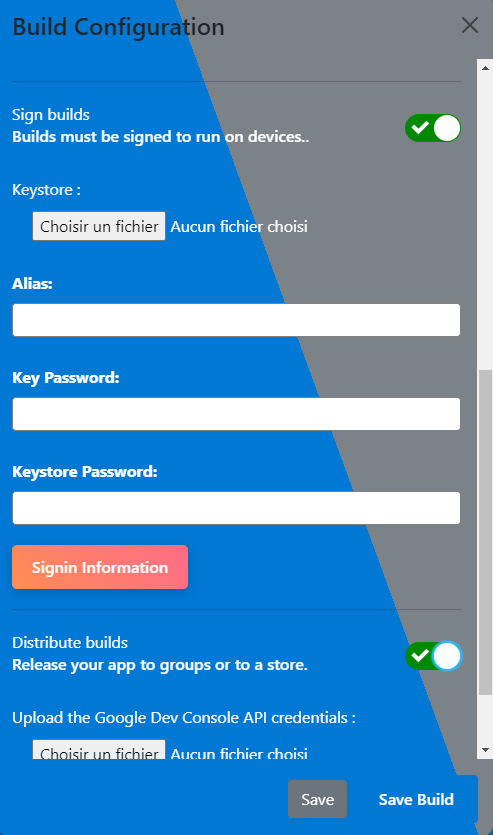 Build Configuration
Sign builds
Builds must be signed to run on devices..
Keystore :
Choisir un fichier Aucun fichier choisi
Alias:
Key Password:
Keystore Password:
Signin Information
Distribute builds
Release your app to groups or to a store.
Upload the Google Dev Console API credentials :
Choisir un fichier Aucun fichier choisi
Save Save Build